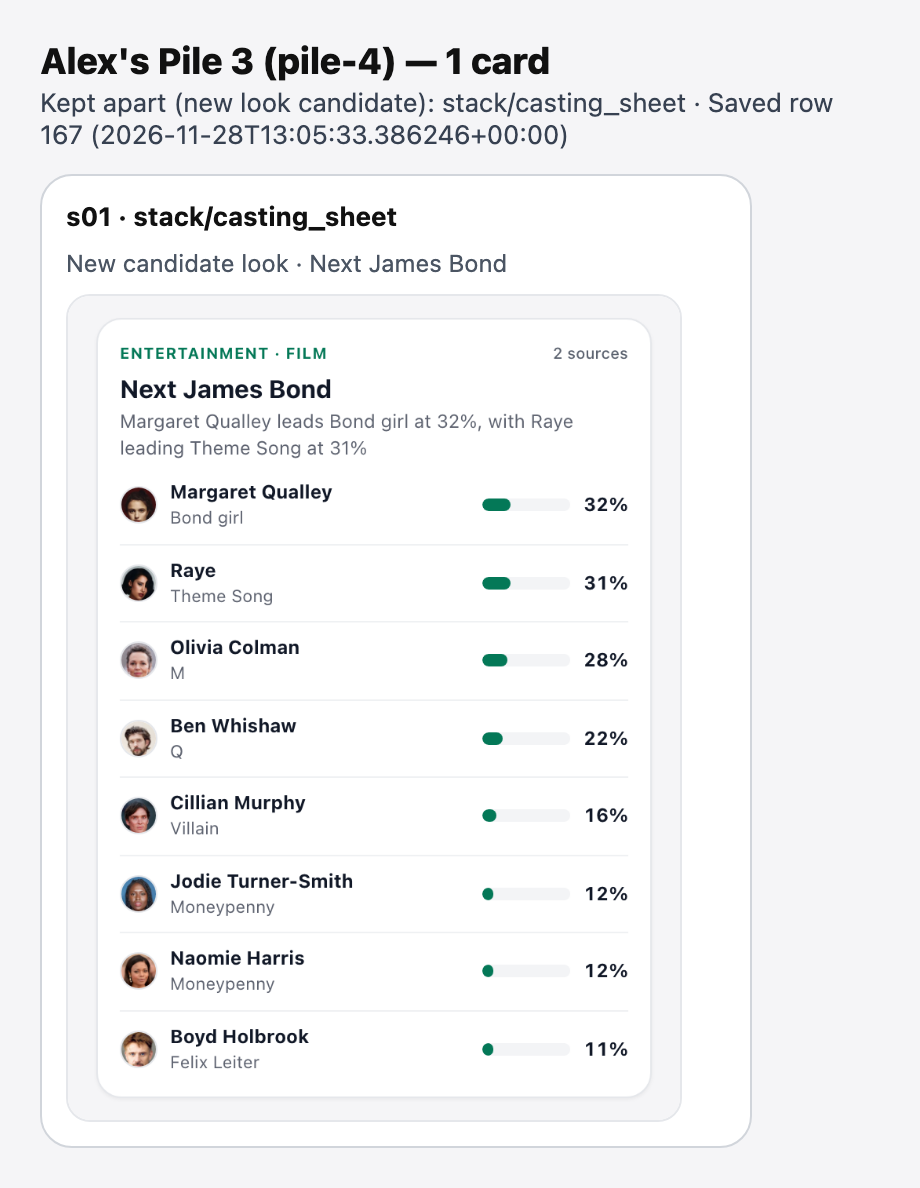 Alex's Pile 3 (pile-4) — 1 card
Kept apart (new look candidate): stack/casting_sheet · Saved row
167 (2026-11-28T13:05:33.386246+00:00)
s01 · stack/casting_sheet
New candidate look · Next James Bond
ENTERTAINMENT · FILM 2 sources
Next James Bond
Margaret Qualley leads Bond girl at 32%, with Raye
leading Theme Song at 31%
Margaret Qualley
Bond girl
32%
Raye
Theme Song
31%
Olivia Colman
M
28%
Ben Whishaw
Q
22%
Cillian Murphy
Villain
16%
Jodie Turner-Smith
Moneypenny
12%
Naomie Harris
Moneypenny
12%
Boyd Holbrook
Felix Leiter
11%